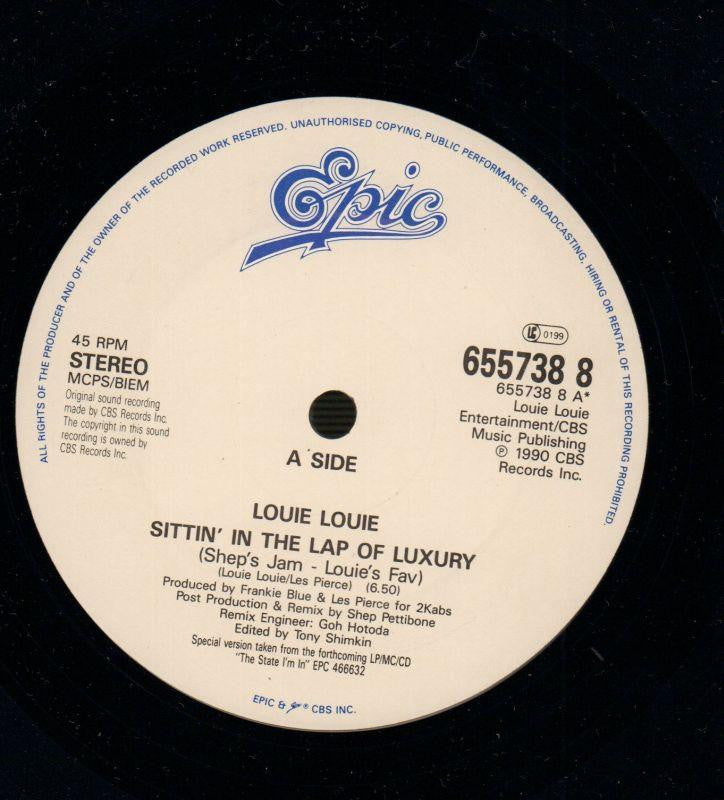 ALL RIGHTS OF THE PRODUCER AND OF THE OWNER OF THE RECORDED WORK RESERVED. UNAUTHORISED COPYING, PUBLIC PERFORMANCE, BROADCASTING, HIRING OR RENTAL OF THIS RECORDING PROHIBITED.
Epic
45 RPM
STEREO
MCPS/BIEM
Original sound recording
made by CBS Records Inc.
The copyright in this sound
recording is owned by
CBS Records Inc.
LC 0199
655738 8
655738 8 A*
Louie Louie
Entertainment/CBS
Music Publishing
℗ 1990 CBS
Records Inc.
A SIDE
LOUIE LOUIE
SITTIN' IN THE LAP OF LUXURY
(Shep's Jam - Louie's Fav)
(Louie Louie/Les Pierce) (6.50)
Produced by Frankie Blue & Les Pierce for 2Kabs
Post Production & Remix by Shep Pettibone
Remix Engineer: Goh Hotoda
Edited by Tony Shimkin
Special version taken from the forthcoming LP/MC/CD
"The State I'm In" EPC 466632
EPIC & Epic ® CBS INC.